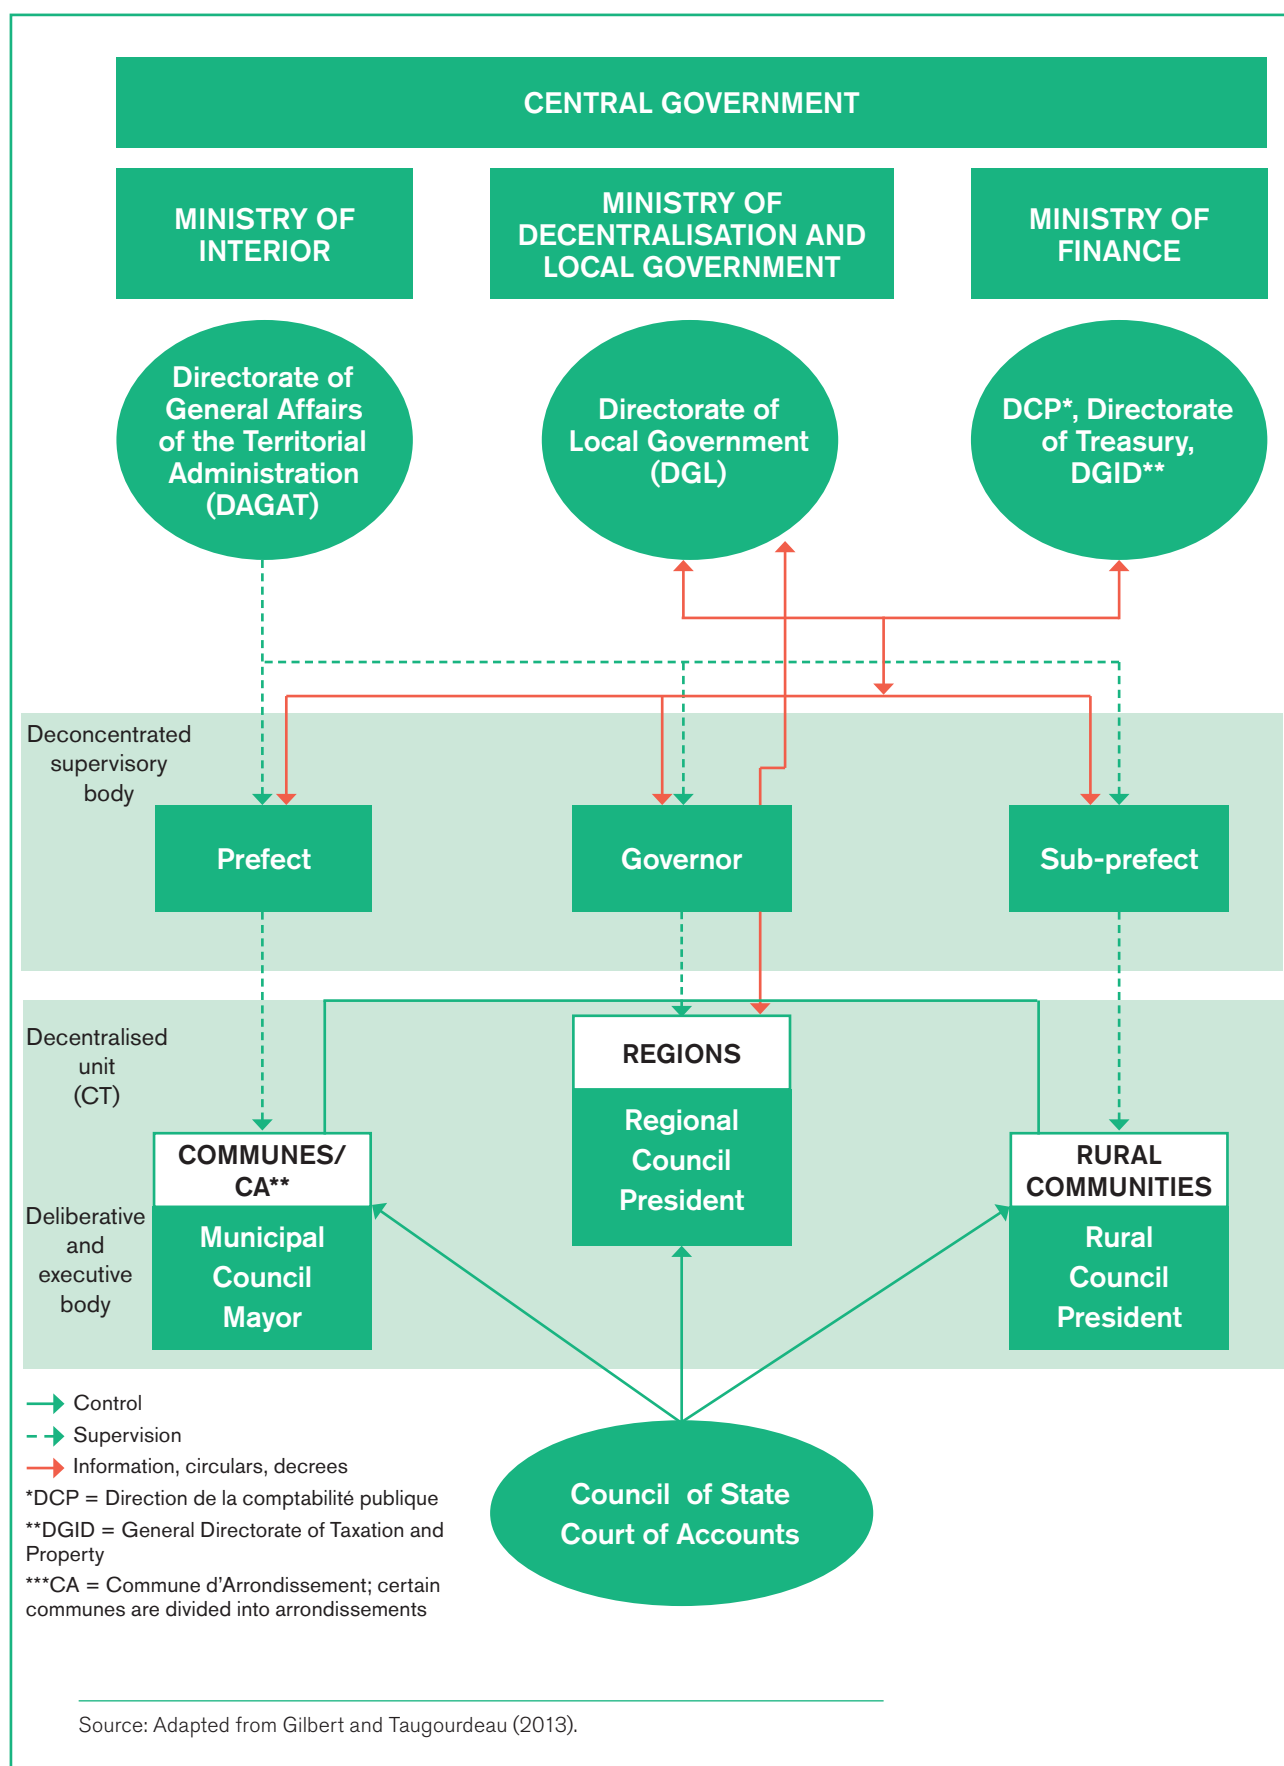 CENTRAL GOVERNMENT
MINISTRY OF
INTERIOR
MINISTRY OF
DECENTRALISATION AND
LOCAL GOVERNMENT
MINISTRY OF
FINANCE
Directorate of
General Affairs
of the Territorial
Administration
(DAGAT)
Directorate of
Local Government
(DGL)
DCP*, Directorate
of Treasury,
DGID**
Deconcentrated
supervisory
body
Prefect
Governor
Sub-prefect
Decentralised
unit
(CT)
REGIONS
Regional
Council
President
COMMUNES/
CA**
RURAL
COMMUNITIES
Deliberative
and
executive
body
Municipal
Council
Mayor
Rural
Council
President
Control
Supervision
Information, circulars, decrees
*DCP = Direction de la comptabilité publique
**DGID = General Directorate of Taxation and
Property
***CA = Commune d’Arrondissement; certain
communes are divided into arrondissements
Council of State
Court of Accounts
Source: Adapted from Gilbert and Taugourdeau (2013).